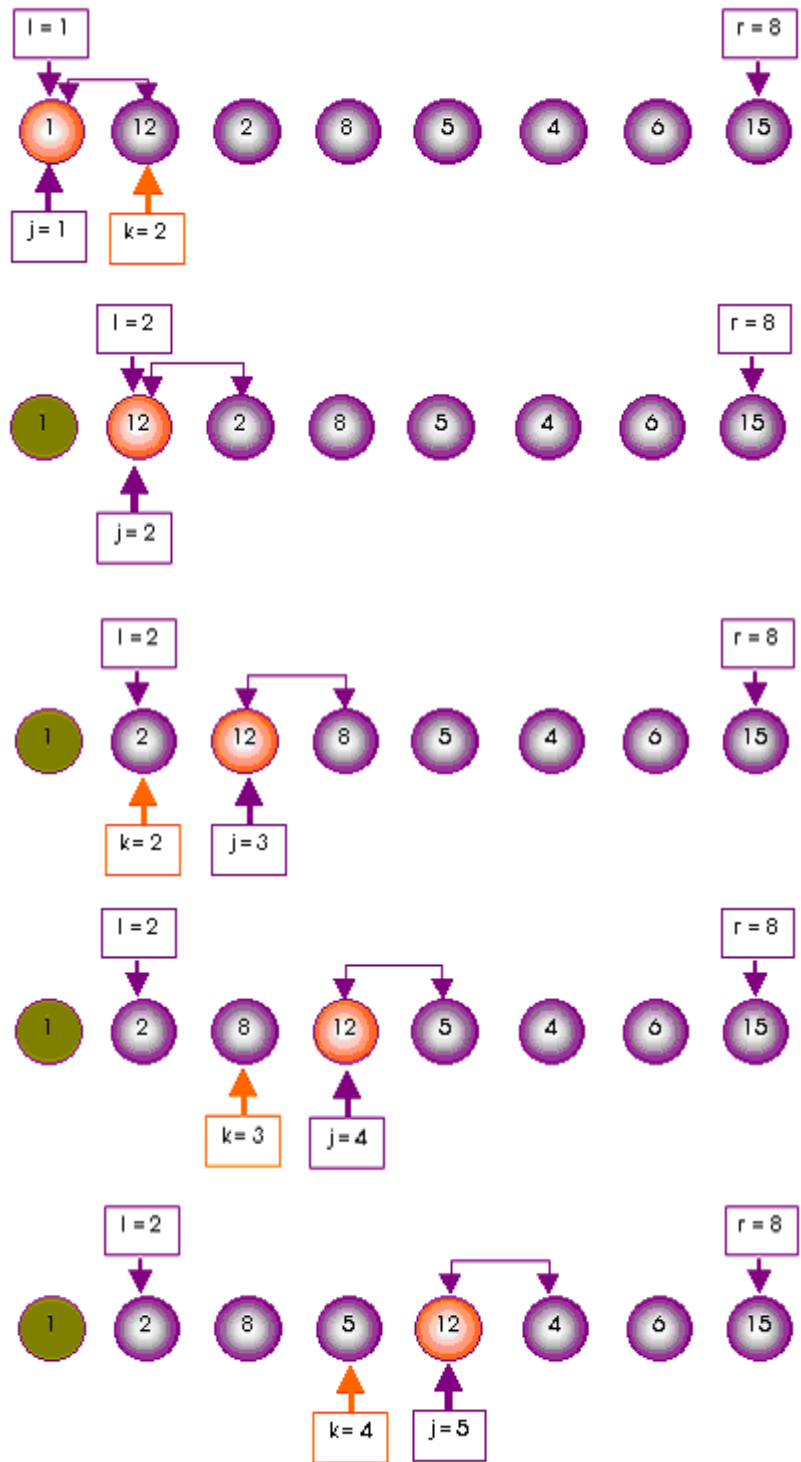 l = 1 r = 8
1 12 2 8 5 4 6 15
j = 1 k = 2
l = 2 r = 8
1 12 2 8 5 4 6 15
j = 2
l = 2 r = 8
1 2 12 8 5 4 6 15
k = 2 j = 3
l = 2 r = 8
1 2 8 12 5 4 6 15
k = 3 j = 4
l = 2 r = 8
1 2 8 5 12 4 6 15
k = 4 j = 5